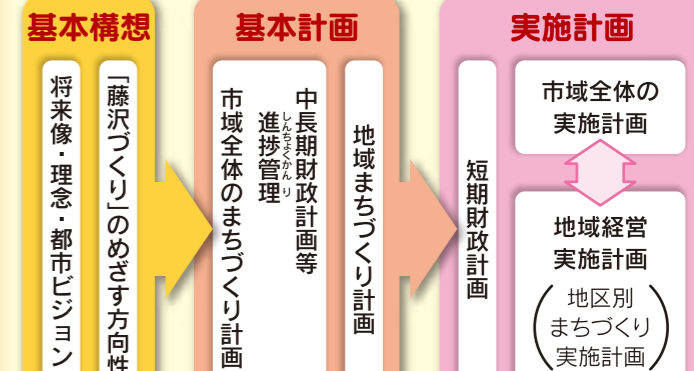 基本構想
「藤沢づくり」のめざす方向性
将来像・理念・都市ビジョン
基本計画
地域まちづくり計画
中長期財政計画等
進捗管理
しんちょくかんり
市域全体のまちづくり計画
実施計画
市域全体の
実施計画
地域経営
実施計画
(地区別
まちづくり
実施計画)
短期財政計画